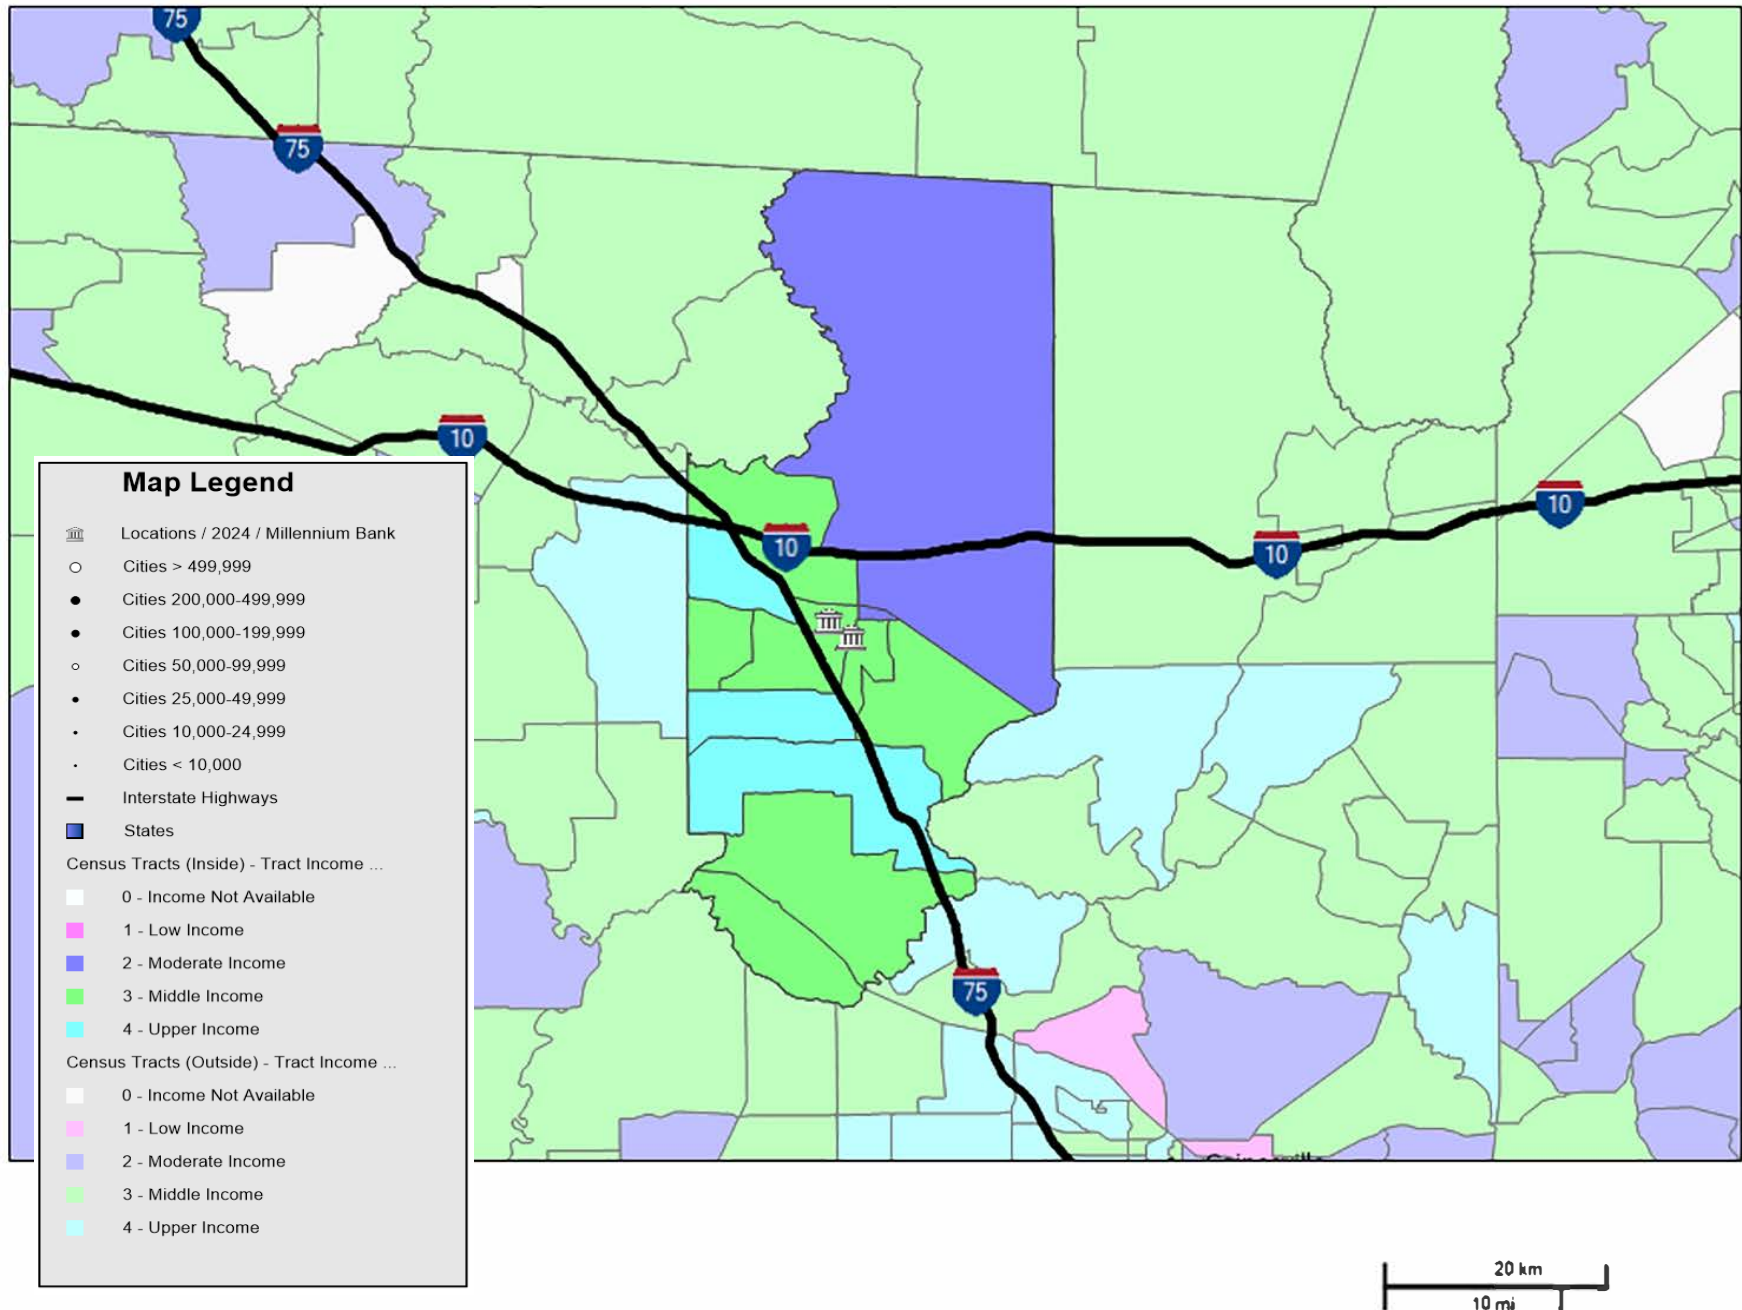 75
75
10
10
10
10
75
Map Legend
Locations / 2024 / Millennium Bank
Cities > 499,999
Cities 200,000-499,999
Cities 100,000-199,999
Cities 50,000-99,999
Cities 25,000-49,999
Cities 10,000-24,999
Cities < 10,000
Interstate Highways
States
Census Tracts (Inside) - Tract Income ...
0 - Income Not Available
1 - Low Income
2 - Moderate Income
3 - Middle Income
4 - Upper Income
Census Tracts (Outside) - Tract Income ...
0 - Income Not Available
1 - Low Income
2 - Moderate Income
3 - Middle Income
4 - Upper Income
20 km
10 mi